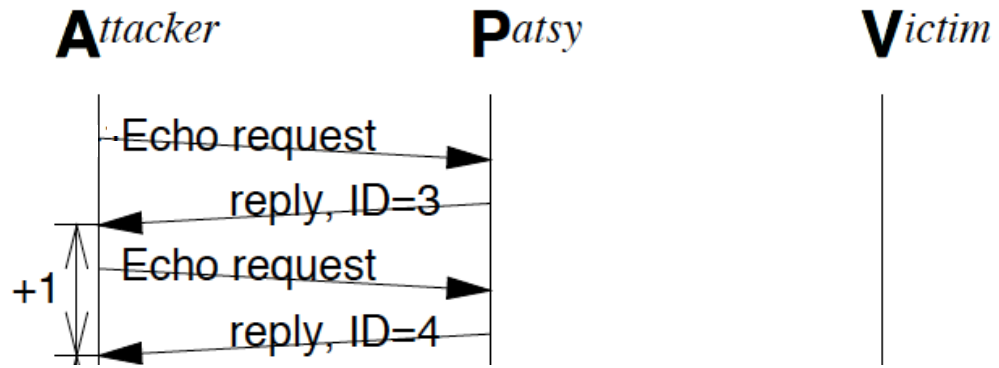 Attacker Patsy Victim
Echo request
reply, ID=3
Echo request
+1
reply, ID=4